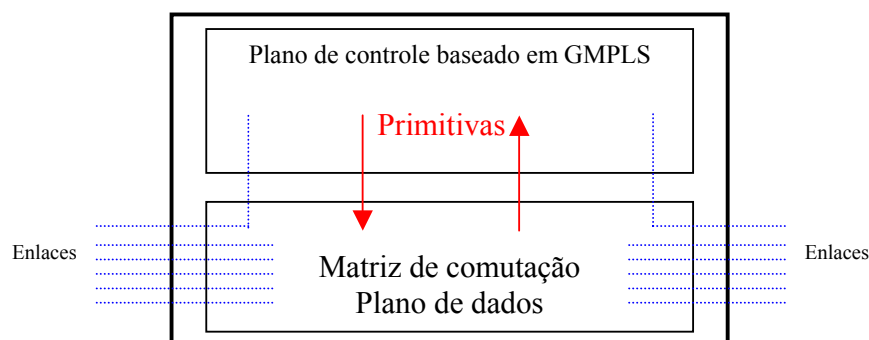 Plano de controle baseado em GMPLS
Primitivas
Enlaces
Enlaces
Matriz de comutação
Plano de dados